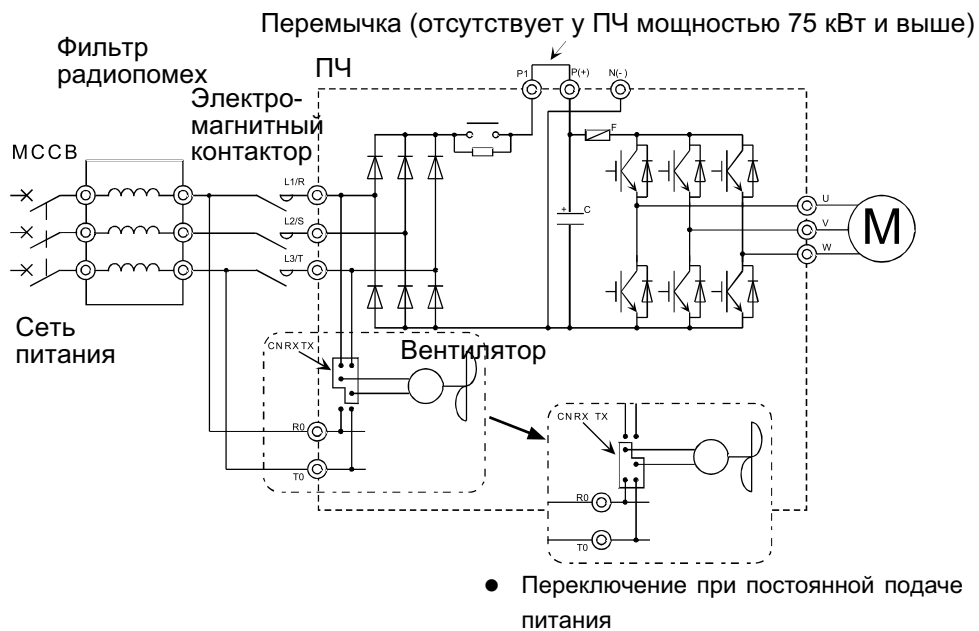 Перемычка (отсутствует у ПЧ мощностью 75 кВт и выше)
Фильтр
радиопомех
ПЧ
P1
P(+)
N(-)
Электро-
магнитный
контактор
MCCB
F
L1/R
L2/S
L3/T
C
+
U
V
W
M
Сеть
питания
CNRXTX
Вентилятор
R0
T0
CNRX TX
R0
T0
● Переключение при постоянной подаче
питания